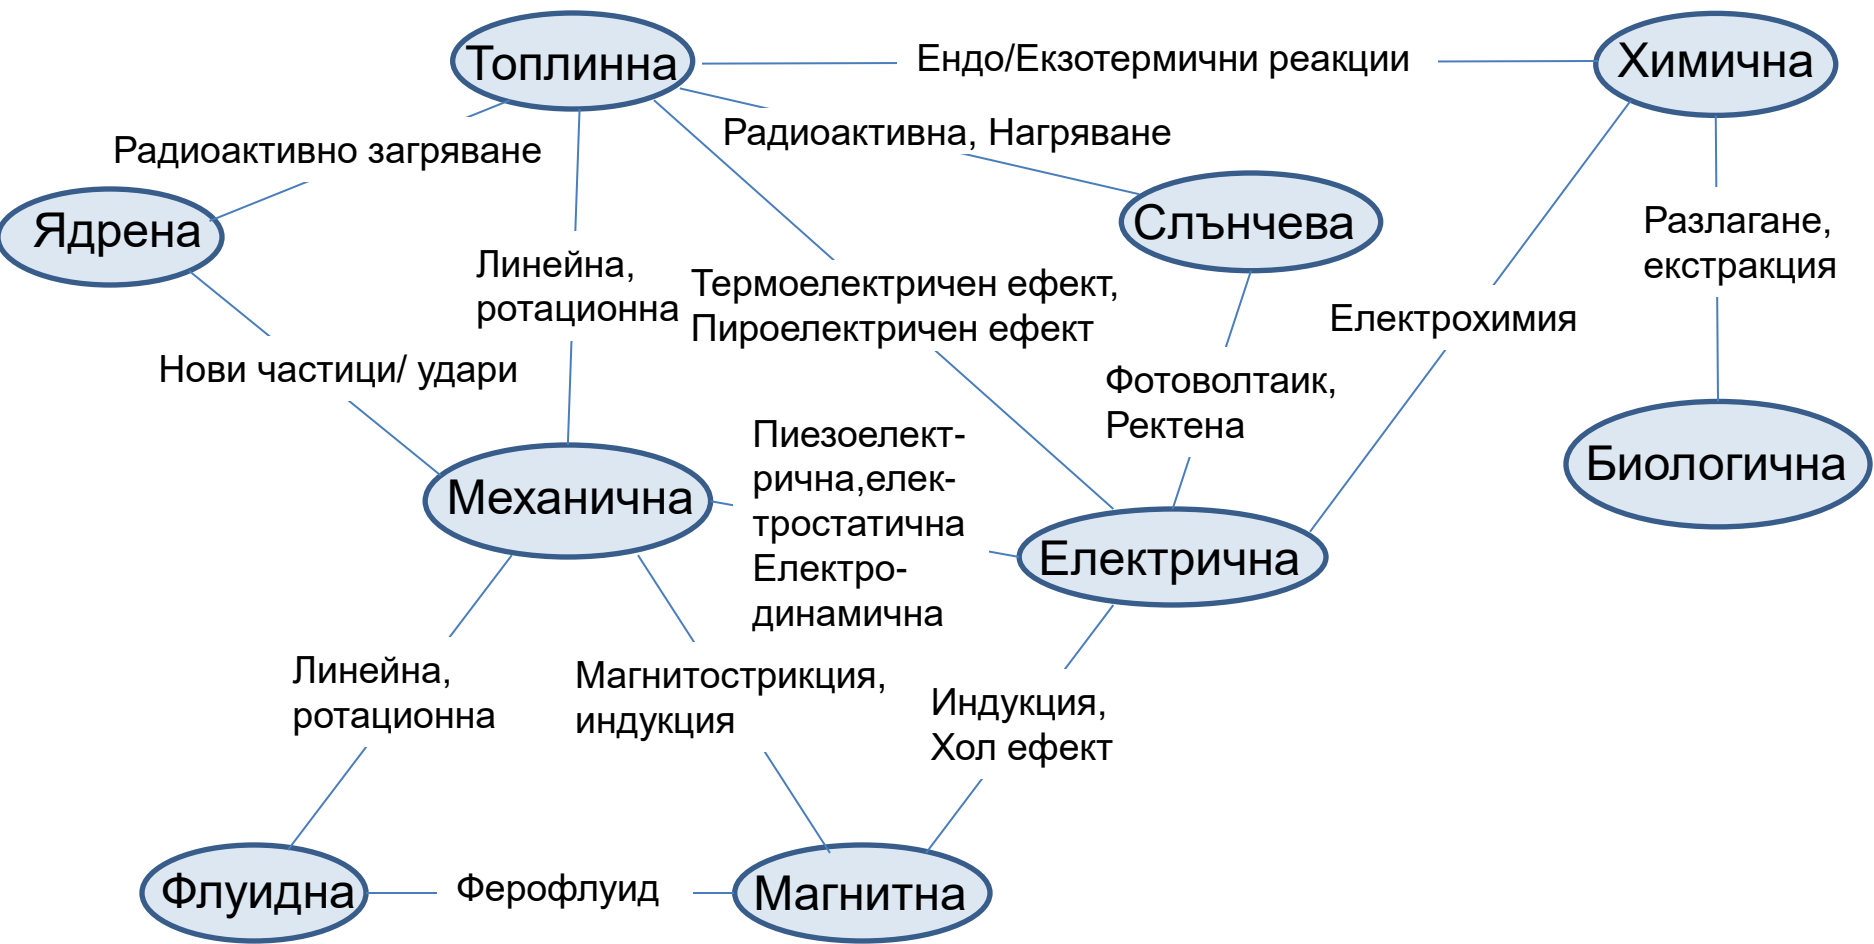 Топлинна
Ендо/Екзотермични реакции
Химична
Радиоактивно загряване
Радиоактивна, Нагряване
Ядрена
Слънчева
Линейна,
ротационна
Термоелектричен ефект,
Пироелектричен ефект
Разлагане,
екстракция
Електрохимия
Нови частици/ удари
Фотоволтаик,
Ректена
Механична
Пиезоелект-
рична,елек-
тростатична
Електро-
динамична
Биологична
Електрична
Линейна,
ротационна
Магнитострикция,
индукция
Индукция,
Хол ефект
Флуидна
Ферофлуид
Магнитна